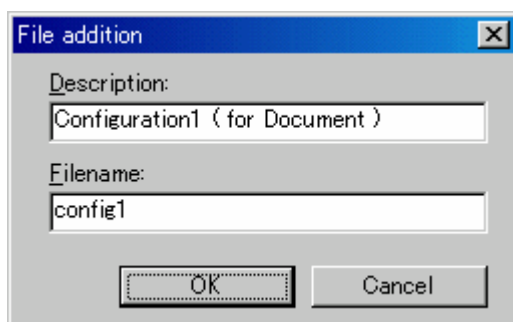 File addition
Description:
Configuration1 ( for Document )
Filename:
config1
OK Cancel